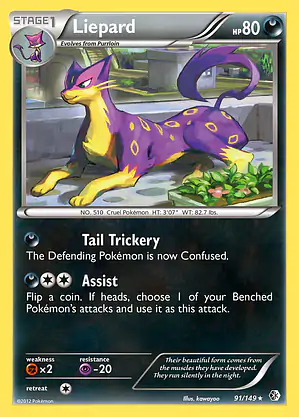 STAGE1
Liepard
HP80
Evolves from Purrloin
NO. 510 Cruel Pokémon HT: 3'07" WT: 82.7 lbs.
Tail Trickery
The Defending Pokémon is now Confused.
Assist
Flip a coin. If heads, choose 1 of your Benched
Pokémon's attacks and use it as this attack.
weakness
×2
resistance
-20
retreat
Their beautiful form comes from
the muscles they have developed.
They run silently in the night.
©2012 Pokémon
Illus. kawayoo
91/149★